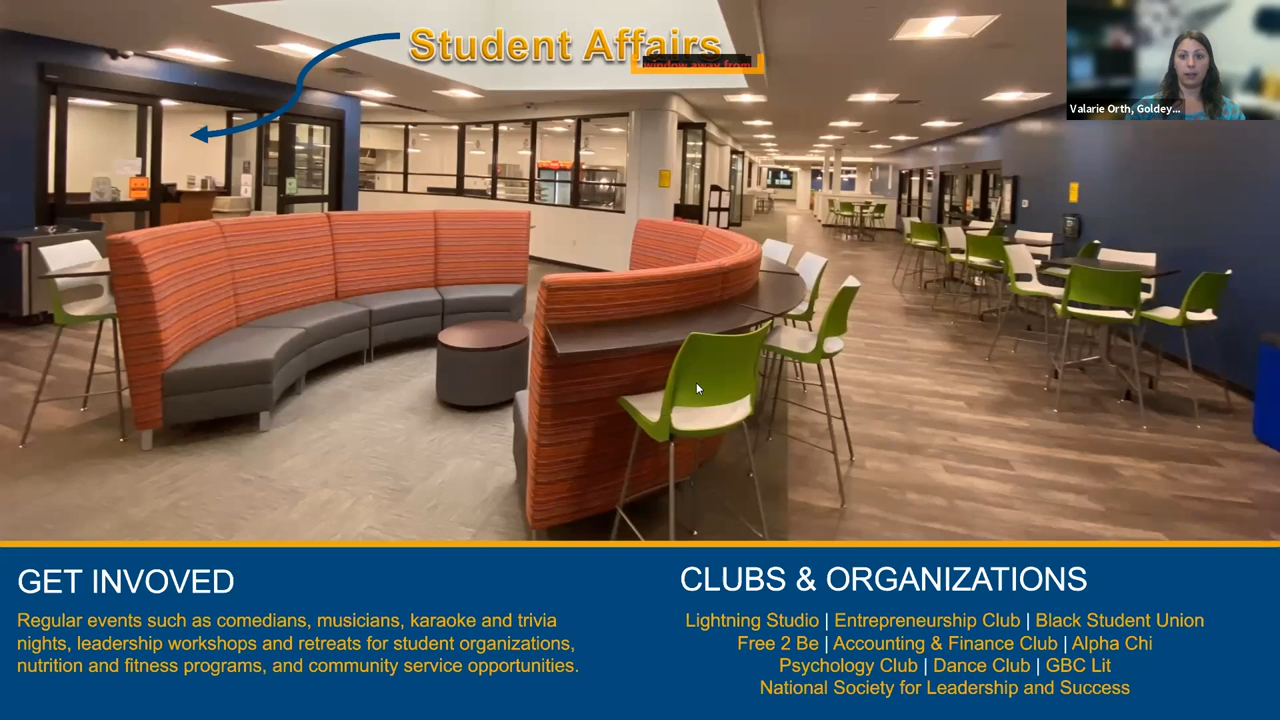 Student Affairs
window away from
Valarie Orth, Goldey...
GET INVOVED
Regular events such as comedians, musicians, karaoke and trivia
nights, leadership workshops and retreats for student organizations,
nutrition and fitness programs, and community service opportunities.
CLUBS & ORGANIZATIONS
Lightning Studio | Entrepreneurship Club | Black Student Union
Free 2 Be | Accounting & Finance Club | Alpha Chi
Psychology Club | Dance Club | GBC Lit
National Society for Leadership and Success